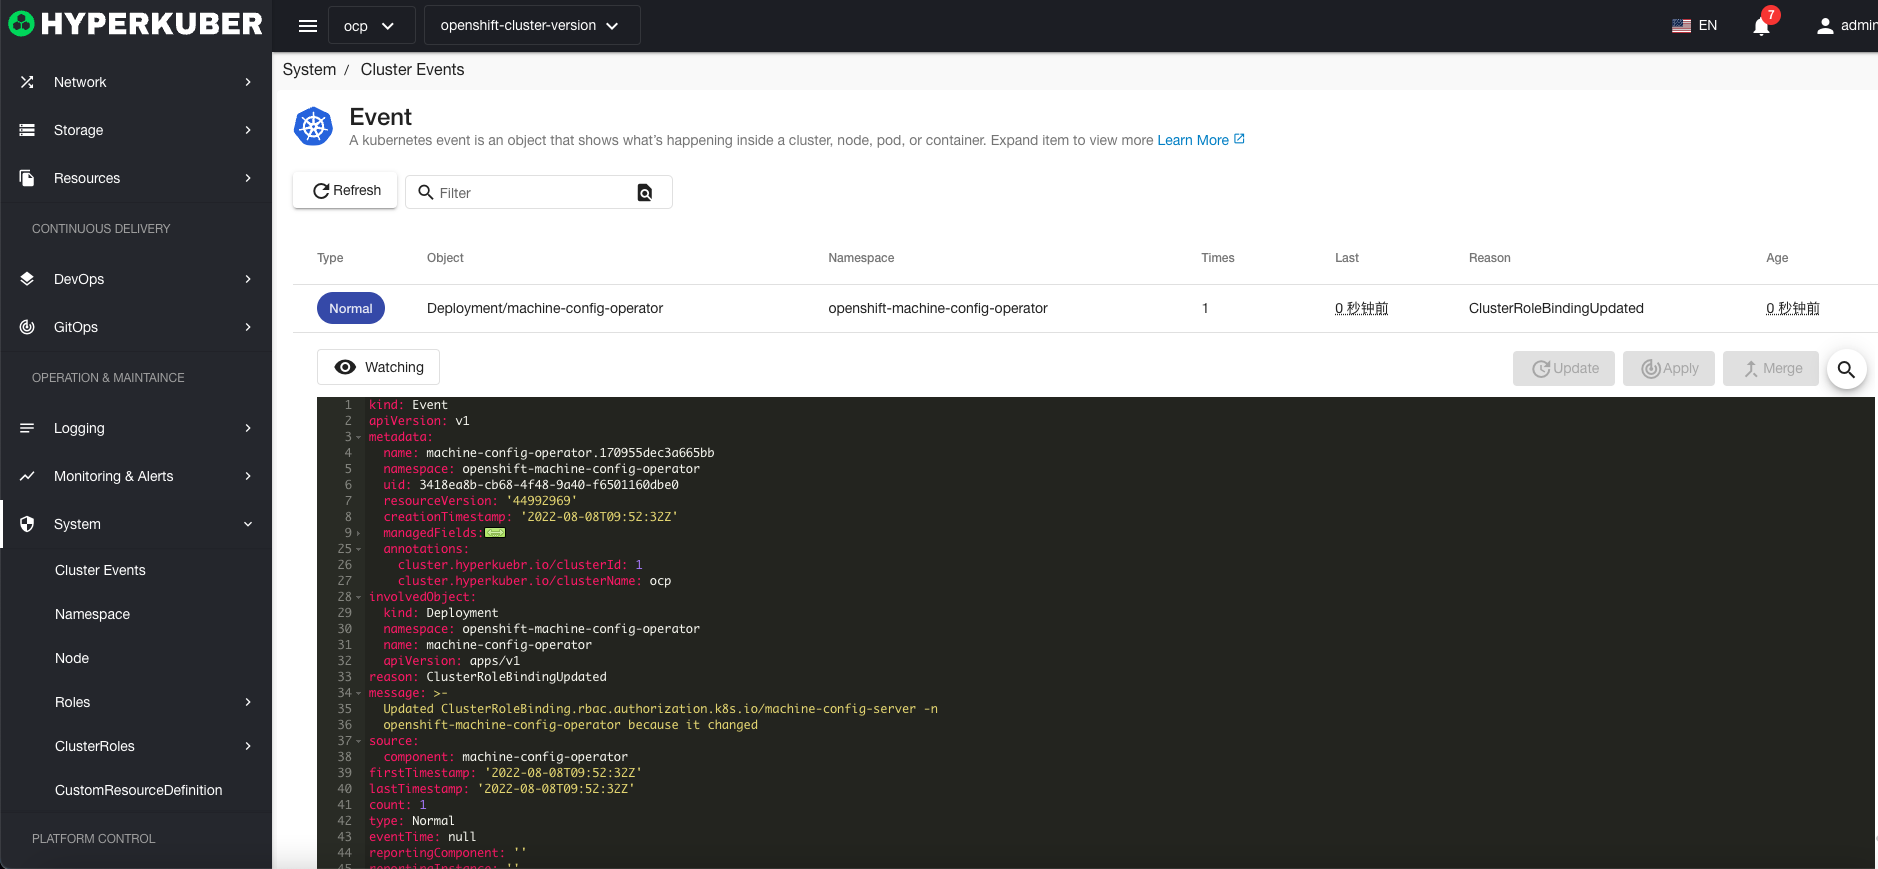 HYPERKUBER
ocp
openshift-cluster-version
EN
7
admin
Network
Storage
Resources
CONTINUOUS DELIVERY
DevOps
GitOps
OPERATION & MAINTAINCE
Logging
Monitoring & Alerts
System
Cluster Events
Namespace
Node
Roles
ClusterRoles
CustomResourceDefinition
PLATFORM CONTROL
System / Cluster Events
Event
A kubernetes event is an object that shows what's happening inside a cluster, node, pod, or container. Expand item to view more Learn More
Refresh
Filter
Type Object Namespace Times Last Reason Age
Normal Deployment/machine-config-operator openshift-machine-config-operator 1 0 秒钟前 ClusterRoleBindingUpdated 0 秒钟前
Watching
Update Apply Merge
1 kind: Event
2 apiVersion: v1
3 metadata:
4 name: machine-config-operator.170955dec3a665bb
5 namespace: openshift-machine-config-operator
6 uid: 3418ea8b-cb68-4f48-9a40-f6501160dbe0
7 resourceVersion: '44992969'
8 creationTimestamp: '2022-08-08T09:52:32Z'
9 managedFields:
25 annotations:
26 cluster.hyperkuebr.io/clusterId: 1
27 cluster.hyperkuber.io/clusterName: ocp
28 involvedObject:
29 kind: Deployment
30 namespace: openshift-machine-config-operator
31 name: machine-config-operator
32 apiVersion: apps/v1
33 reason: ClusterRoleBindingUpdated
34 message: >-
35 Updated ClusterRoleBinding.rbac.authorization.k8s.io/machine-config-server -n
36 openshift-machine-config-operator because it changed
37 source:
38 component: machine-config-operator
39 firstTimestamp: '2022-08-08T09:52:32Z'
40 lastTimestamp: '2022-08-08T09:52:32Z'
41 count: 1
42 type: Normal
43 eventTime: null
44 reportingComponent: ''
45 reportingInstance: ''